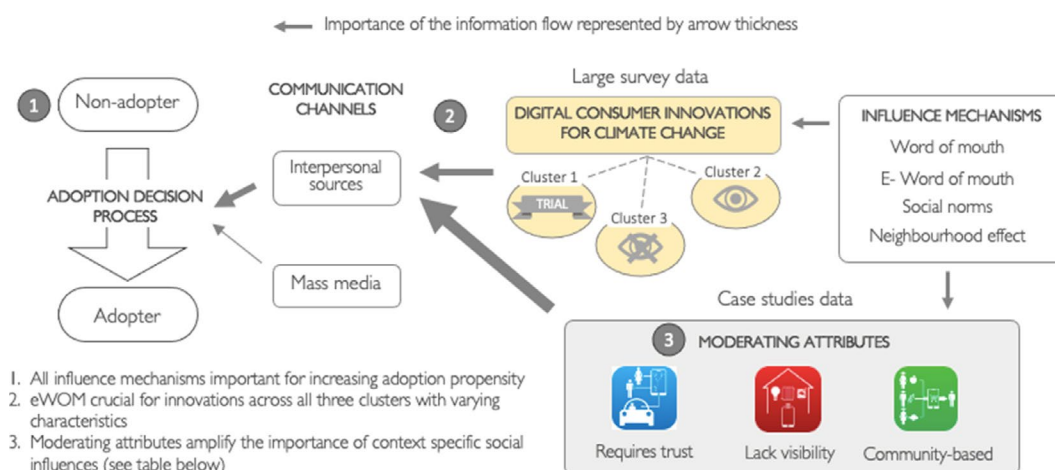 Importance of the information flow represented by arrow thickness
1
Non-adopter
ADOPTION DECISION
PROCESS
Adopter
COMMUNICATION
CHANNELS
Interpersonal
sources
Mass media
2
Large survey data
DIGITAL CONSUMER INNOVATIONS
FOR CLIMATE CHANGE
Cluster 1
TRIAL
Cluster 3
Cluster 2
INFLUENCE MECHANISMS
Word of mouth
E- Word of mouth
Social norms
Neighbourhood effect
Case studies data
3
MODERATING ATTRIBUTES
Requires trust
Lack visibility
Community-based
1. All influence mechanisms important for increasing adoption propensity
2. eWOM crucial for innovations across all three clusters with varying
characteristics
3. Moderating attributes amplify the importance of context specific social
influences (see table below)